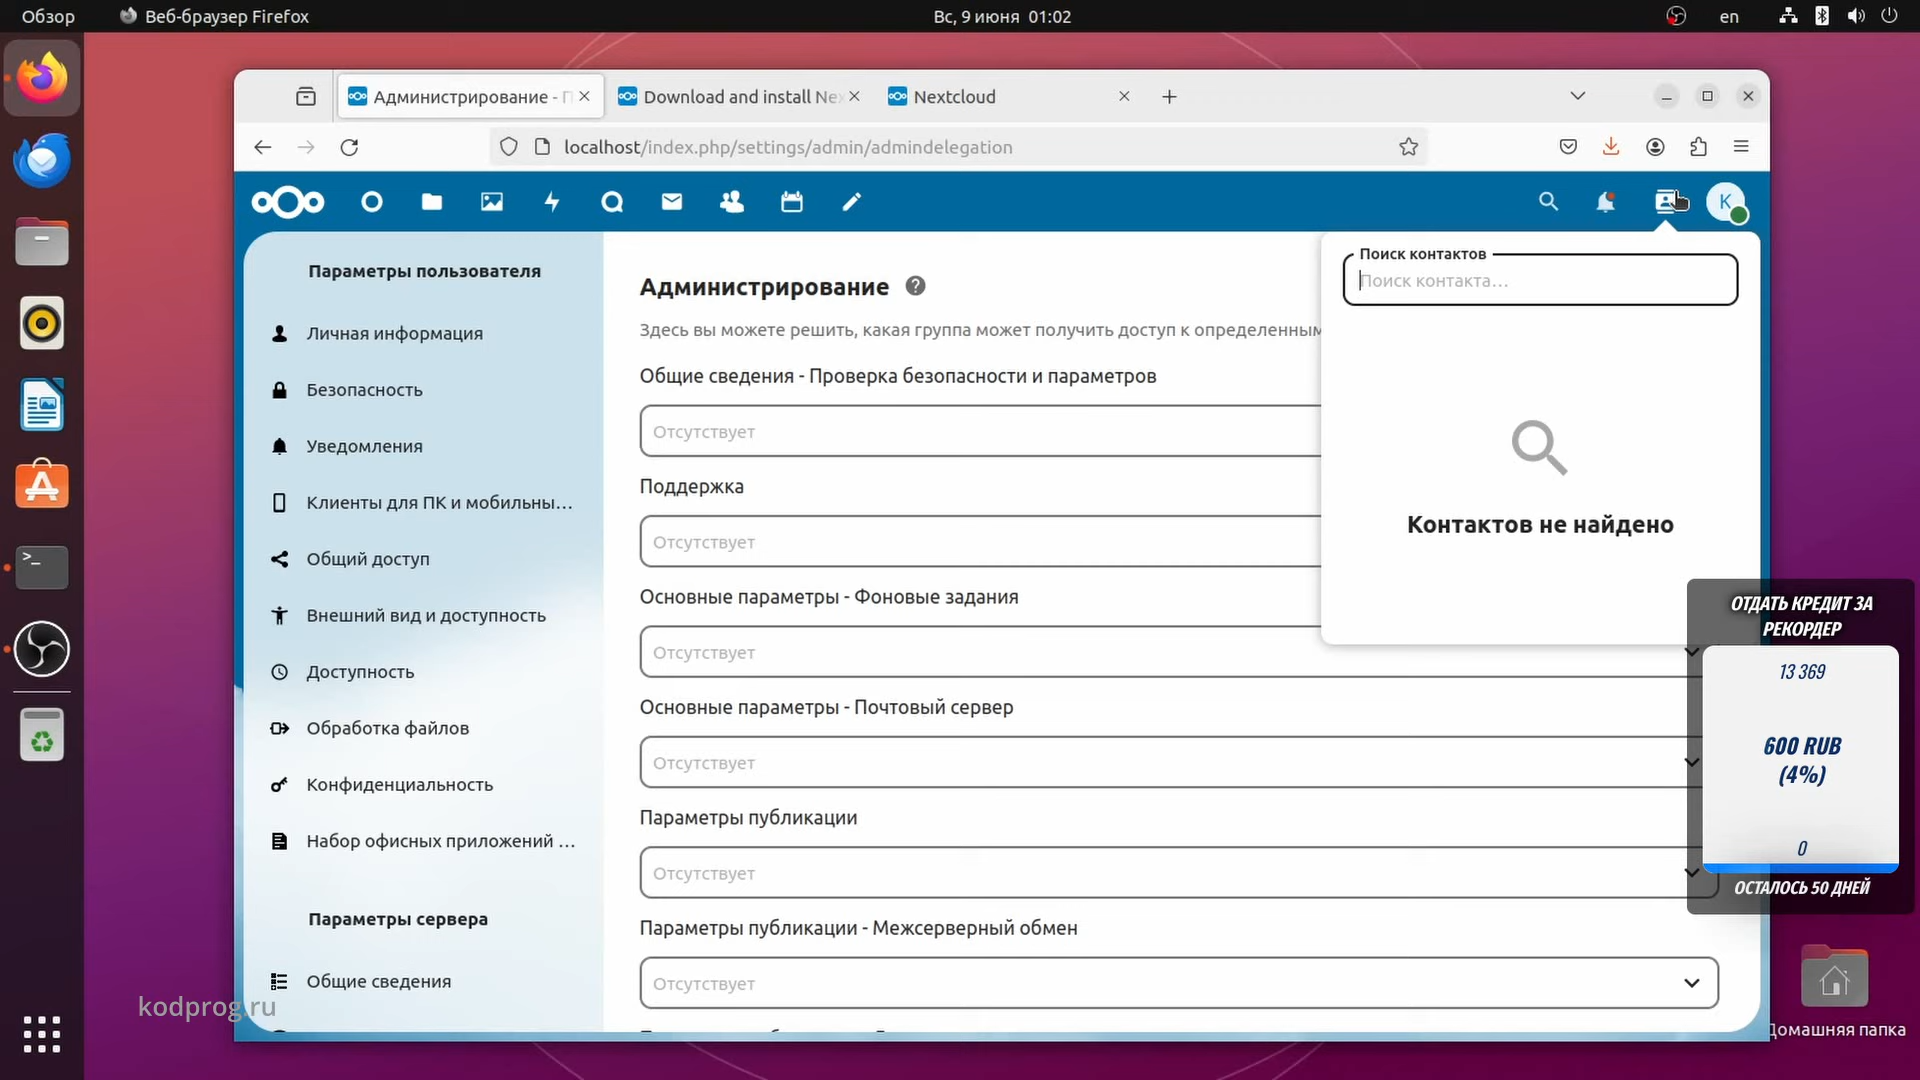 Обзор
Веб-браузер Firefox
Вс, 9 июня 01:02
en
Администрирование - П
Download and install Nex
Nextcloud
localhost/index.php/settings/admin/admindelegation
K
Параметры пользователя
Личная информация
Безопасность
Уведомления
Клиенты для ПК и мобильны...
Общий доступ
Внешний вид и доступность
Доступность
Обработка файлов
Конфиденциальность
Набор офисных приложений ...
Параметры сервера
Общие сведения
Администрирование
Здесь вы можете решить, какая группа может получить доступ к определенным
Общие сведения - Проверка безопасности и параметров
Отсутствует
Поддержка
Отсутствует
Основные параметры - Фоновые задания
Отсутствует
Основные параметры - Почтовый сервер
Отсутствует
Параметры публикации
Отсутствует
Параметры публикации - Межсерверный обмен
Отсутствует
Поиск контактов
Поиск контакта...
Контактов не найдено
ОТДАТЬ КРЕДИТ ЗА
РЕКОРДЕР
13 369
600 RUB
(4%)
0
ОСТАЛОСЬ 50 ДНЕЙ
Домашняя папка
kodprog.ru